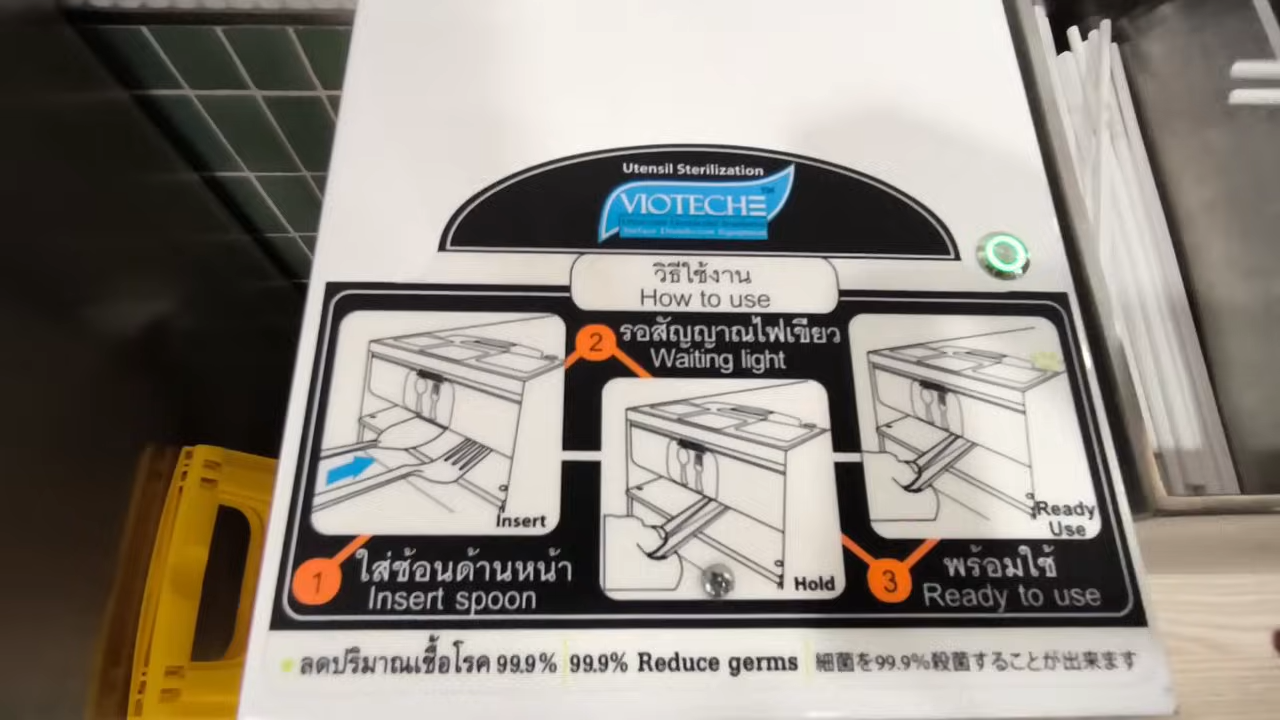 Utensil Sterilization
VIOTECHE™
วิธีใช้งาน
How to use
2 รอสัญญาณไฟเขียว
Waiting light
Insert
Hold
Ready
Use
1 ใส่ช้อนด้านหน้า
Insert spoon
3 พร้อมใช้
Ready to use
ลดปริมาณเชื้อโรค 99.9% 99.9% Reduce germs 細菌を99.9%殺菌することが出来ます